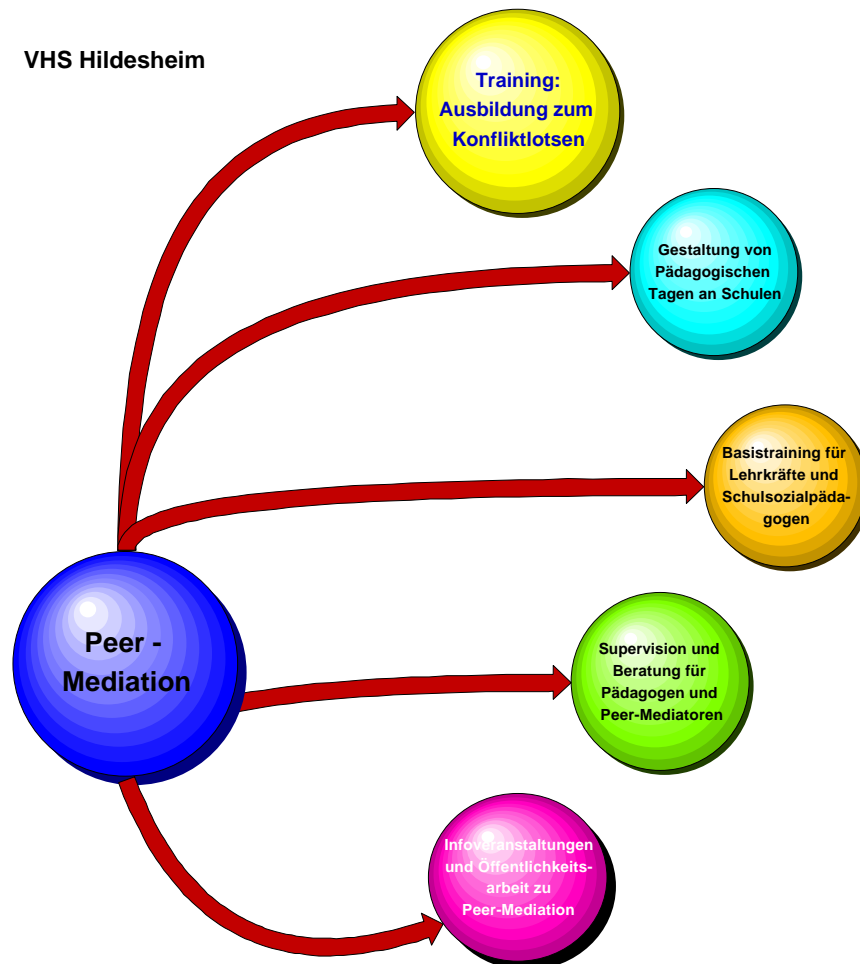 VHS Hildesheim
Training:
Ausbildung zum
Konfliktlotsen
Gestaltung von
Pädagogischen
Tagen an Schulen
Basistraining für
Lehrkräfte und
Schulsozialpäda-
gogen
Peer -
Mediation
Supervision und
Beratung für
Pädagogen und
Peer-Mediatoren
Infoveranstaltungen
und Öffentlichkeits-
arbeit zu
Peer-Mediation